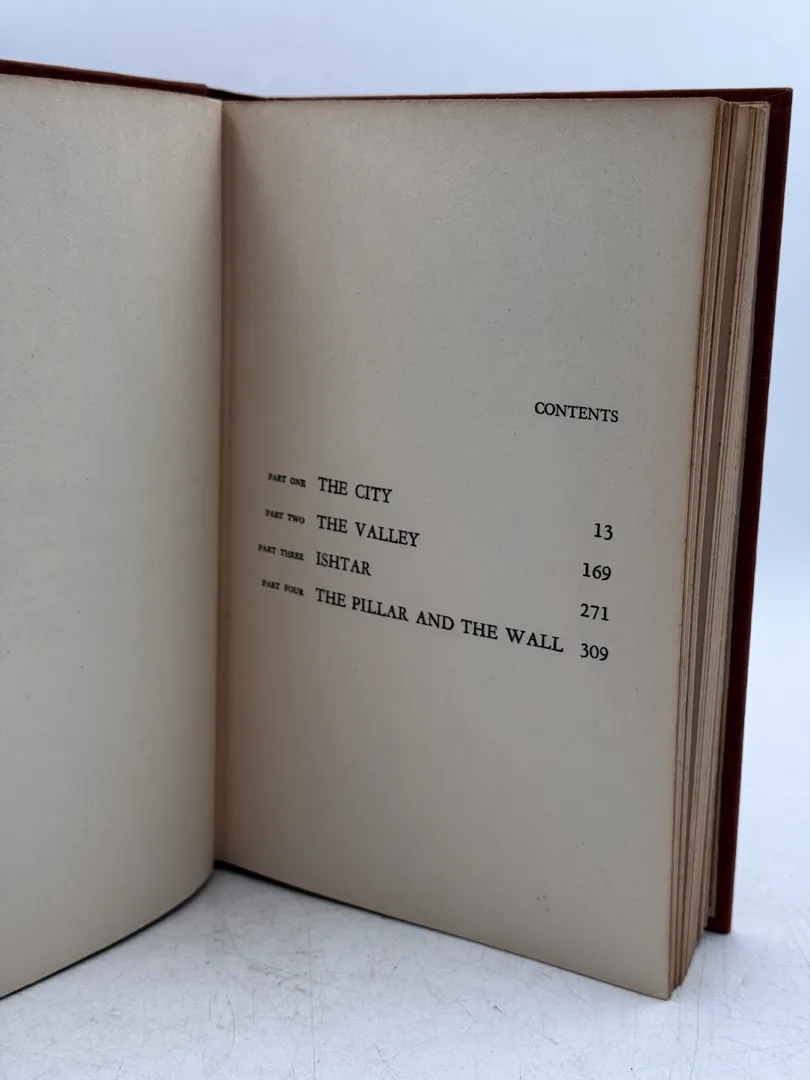 CONTENTS
PART ONE THE CITY 13
PART TWO THE VALLEY 169
PART THREE ISHTAR 271
PART FOUR THE PILLAR AND THE WALL 309